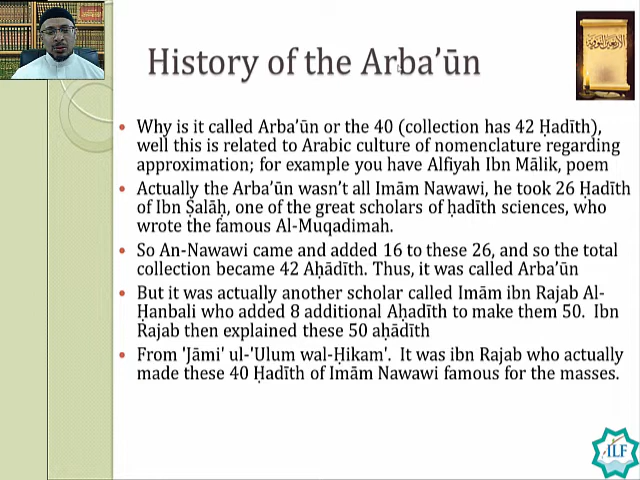 History of the Arba’ūn
الأربعين النووية
• Why is it called Arba’ūn or the 40 (collection has 42 Ḥadīth),
well this is related to Arabic culture of nomenclature regarding
approximation; for example you have Alfiyah Ibn Mālik, poem
• Actually the Arba’ūn wasn’t all Imām Nawawi, he took 26 Ḥadīth
of Ibn Ṣalāḥ, one of the great scholars of ḥadīth sciences, who
wrote the famous Al-Muqadimah.
• So An-Nawawi came and added 16 to these 26, and so the total
collection became 42 Aḥādīth. Thus, it was called Arba’ūn
• But it was actually another scholar called Imām ibn Rajab Al-
Ḥanbali who added 8 additional Aḥadīth to make them 50. Ibn
Rajab then explained these 50 aḥādīth
• From 'Jāmi' ul-'Ulum wal-Ḥikam'. It was ibn Rajab who actually
made these 40 Ḥadīth of Imām Nawawi famous for the masses.
ILF